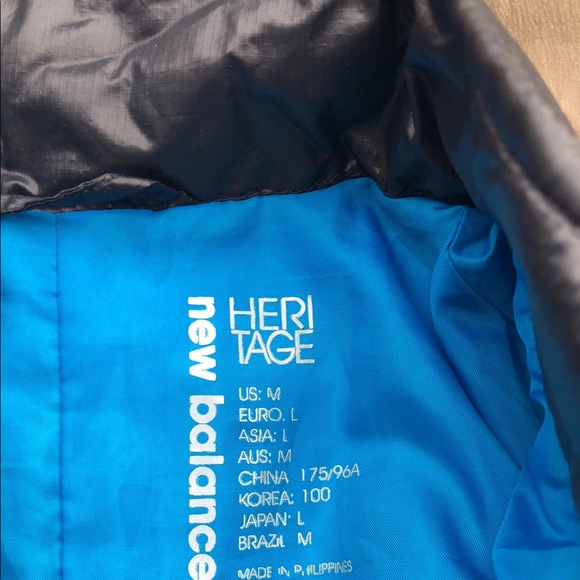 new balance
HERI
TAGE
US: M
EURO. L
ASIA: L
AUS: M
CHINA 175/96A
KOREA: 100
JAPAN: L
BRAZIL M
MADE IN PHILIPPINES